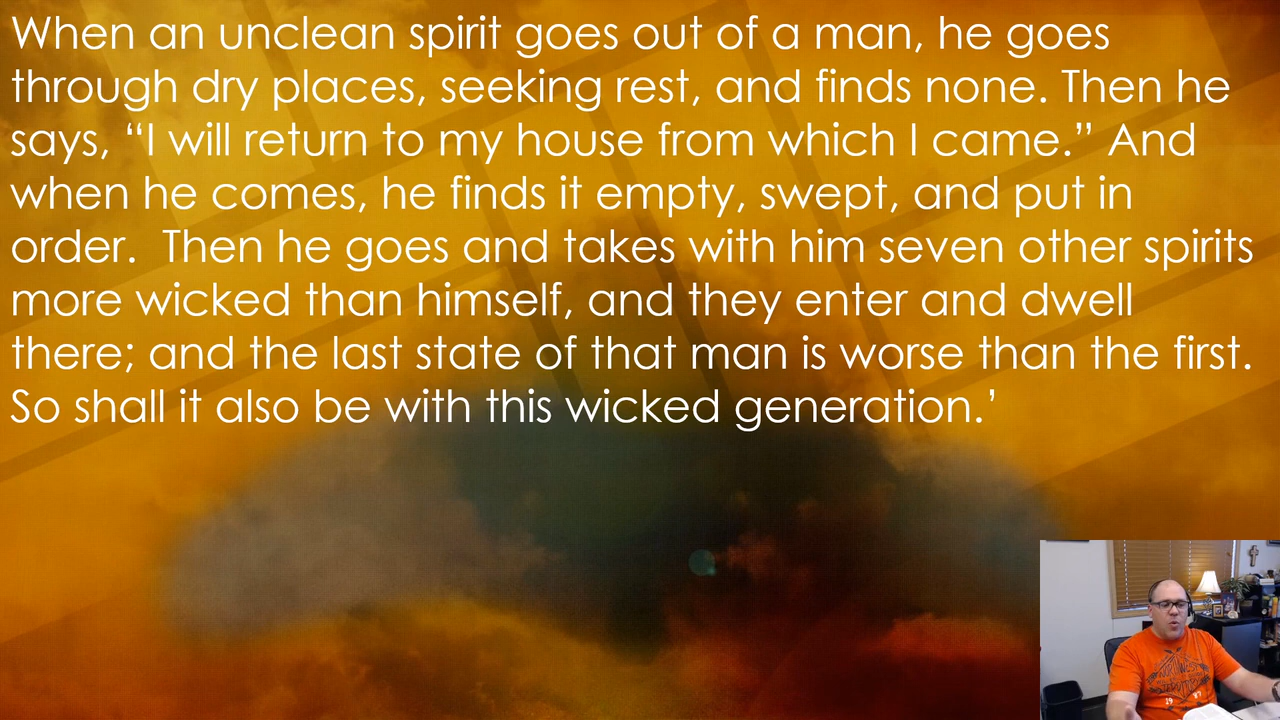 When an unclean spirit goes out of a man, he goes
through dry places, seeking rest, and finds none. Then he
says, “I will return to my house from which I came.” And
when he comes, he finds it empty, swept, and put in
order.  Then he goes and takes with him seven other spirits
more wicked than himself, and they enter and dwell
there; and the last state of that man is worse than the first.
So shall it also be with this wicked generation.’
19 87